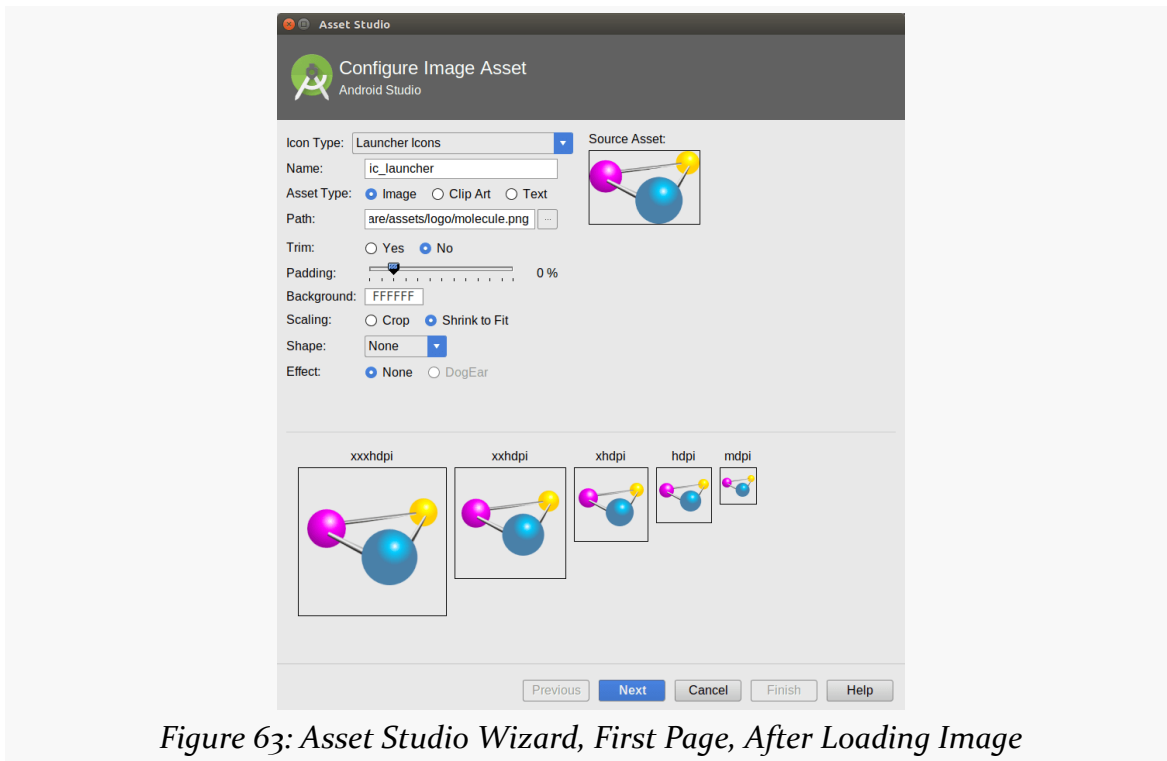 Asset Studio
Configure Image Asset
Android Studio
Icon Type: Launcher Icons
Source Asset:
Name: ic_launcher
Asset Type: Image Clip Art Text
Path: are/assets/logo/molecule.png ...
Trim: Yes No
Padding: 0 %
Background: FFFFFF
Scaling: Crop Shrink to Fit
Shape: None
Effect: None DogEar
xxxhdpi xxhdpi xhdpi hdpi mdpi
Previous Next Cancel Finish Help
Figure 63: Asset Studio Wizard, First Page, After Loading Image